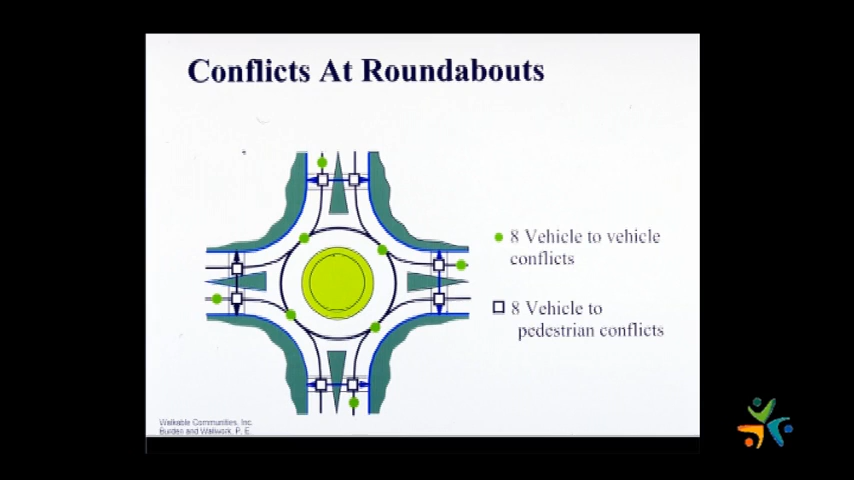 Conflicts At Roundabouts
8 Vehicle to vehicle
conflicts
8 Vehicle to
pedestrian conflicts
Walkable Communities, Inc.
Burden and Wallwork, P. E.